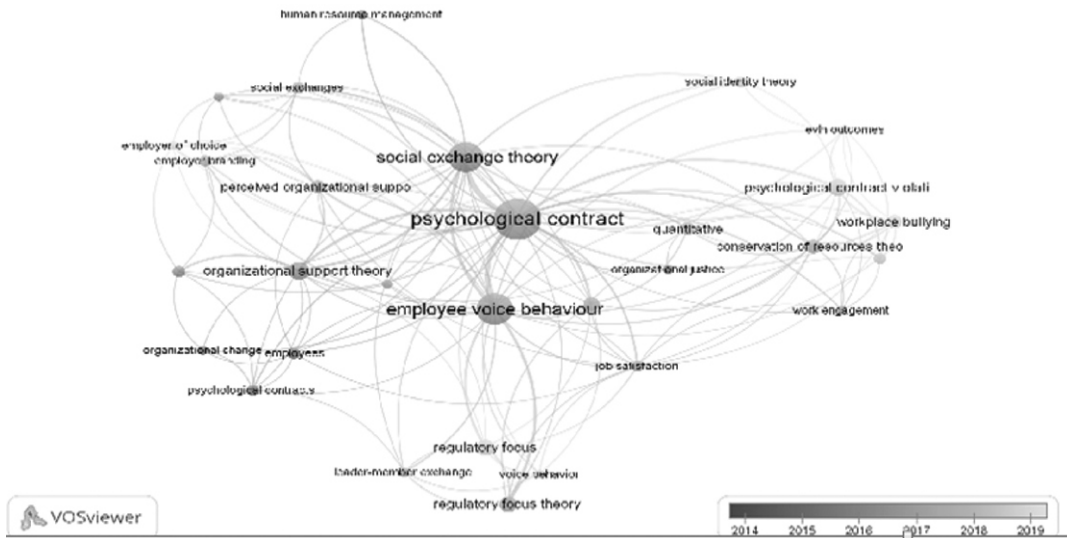 human resource management
social exchanges
social identity theory
evln outcomes
employer of choice
employer branding
social exchange theory
perceived organizational suppo
psychological contract violati
psychological contract
workplace bullying
quantitative
conservation of resources theo
organizational support theory
organizational justice
employee voice behaviour
work engagement
organizational change
employees
job satisfaction
psychological contracts
regulatory focus
leader-member exchange
voice behavior
regulatory focus theory
VOSviewer
2014 2015 2016 2017 2018 2019